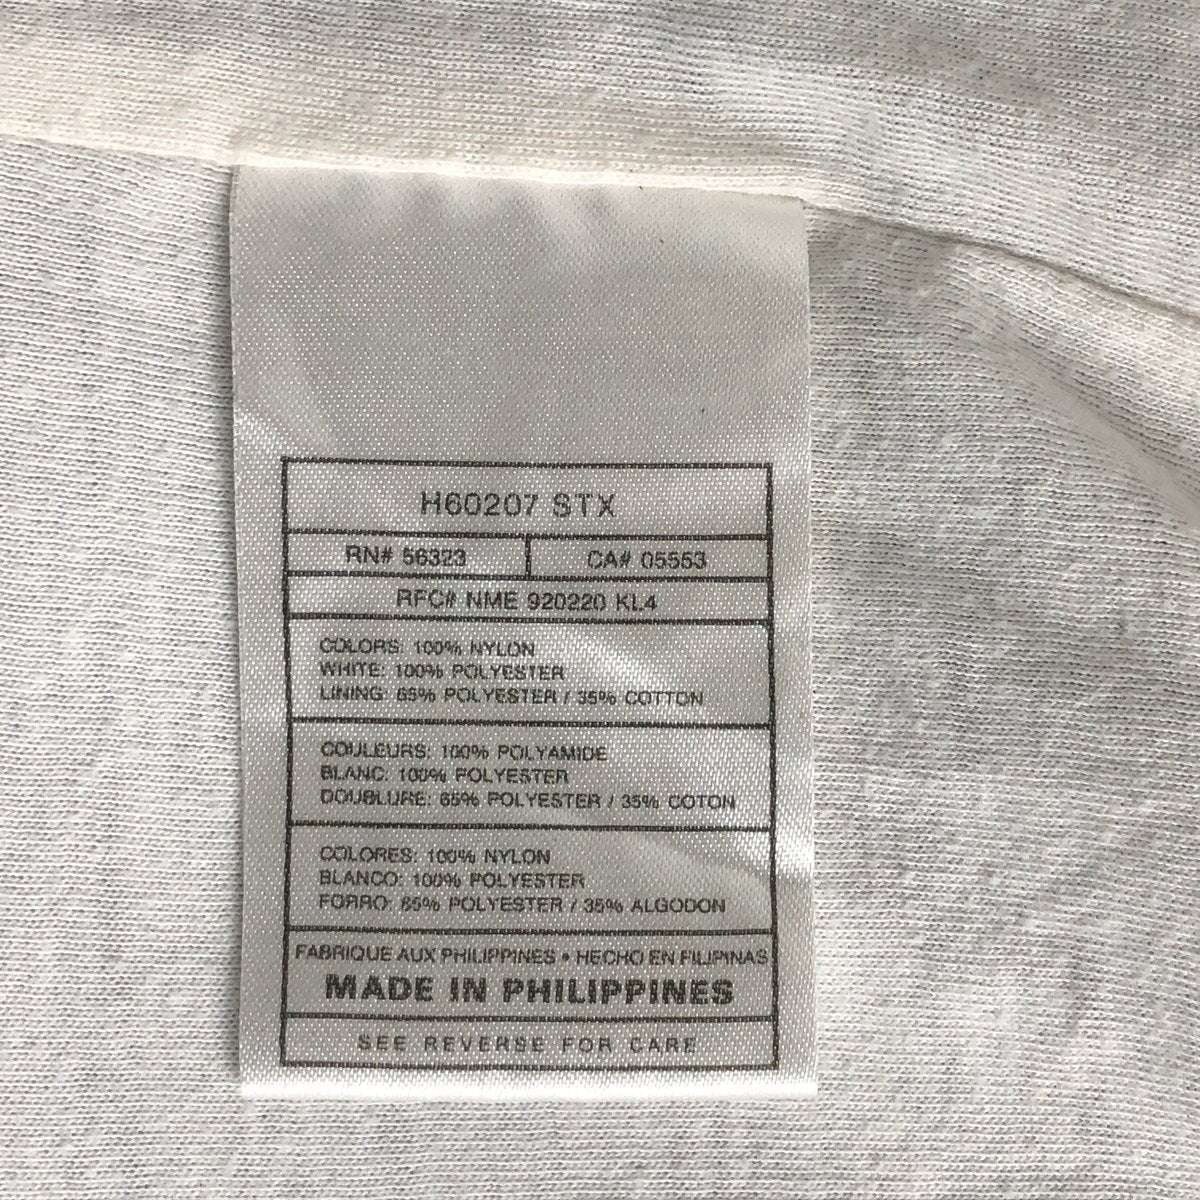 H60207 STX
RN# 56323
CA# 05553
RFC# NME 920220 KL4
COLORS: 100% NYLON
WHITE: 100% POLYESTER
LINING: 65% POLYESTER / 35% COTTON
COULEURS: 100% POLYAMIDE
BLANC: 100% POLYESTER
DOUBLURE: 65% POLYESTER / 35% COTON
COLORES: 100% NYLON
BLANCO: 100% POLYESTER
FORRO: 65% POLYESTER / 35% ALGODON
FABRIQUE AUX PHILIPPINES • HECHO EN FILIPINAS
MADE IN PHILIPPINES
SEE REVERSE FOR CARE